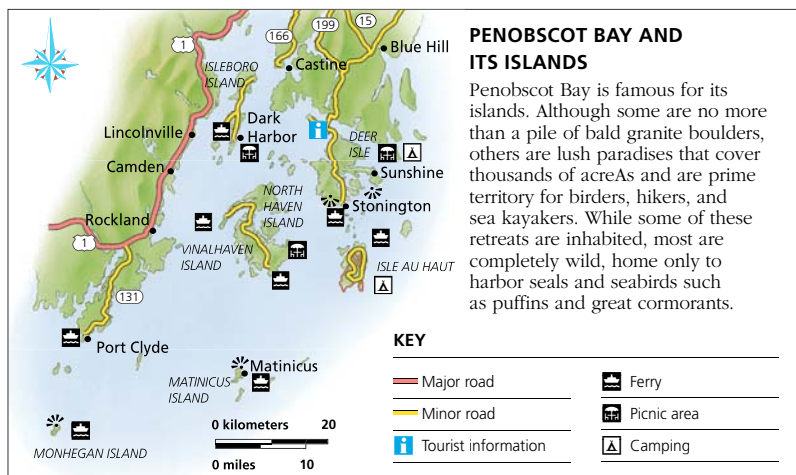 1
166
199
15
Blue Hill
Castine
ISLEBORO
ISLAND
Dark
Harbor
Lincolnville
DEER
ISLE
Camden
Sunshine
NORTH
HAVEN
ISLAND
Stonington
Rockland
1
VINALHAVEN
ISLAND
ISLE AU HAUT
131
Port Clyde
Matinicus
MATINICUS
ISLAND
MONHEGAN ISLAND
0 kilometers 20
0 miles 10
PENOBSCOT BAY AND
ITS ISLANDS
Penobscot Bay is famous for its
islands. Although some are no more
than a pile of bald granite boulders,
others are lush paradises that cover
thousands of acreAs and are prime
territory for birders, hikers, and
sea kayakers. While some of these
retreats are inhabited, most are
completely wild, home only to
harbor seals and seabirds such
as puffins and great cormorants.
KEY
Major road
Minor road
Tourist information
Ferry
Picnic area
Camping